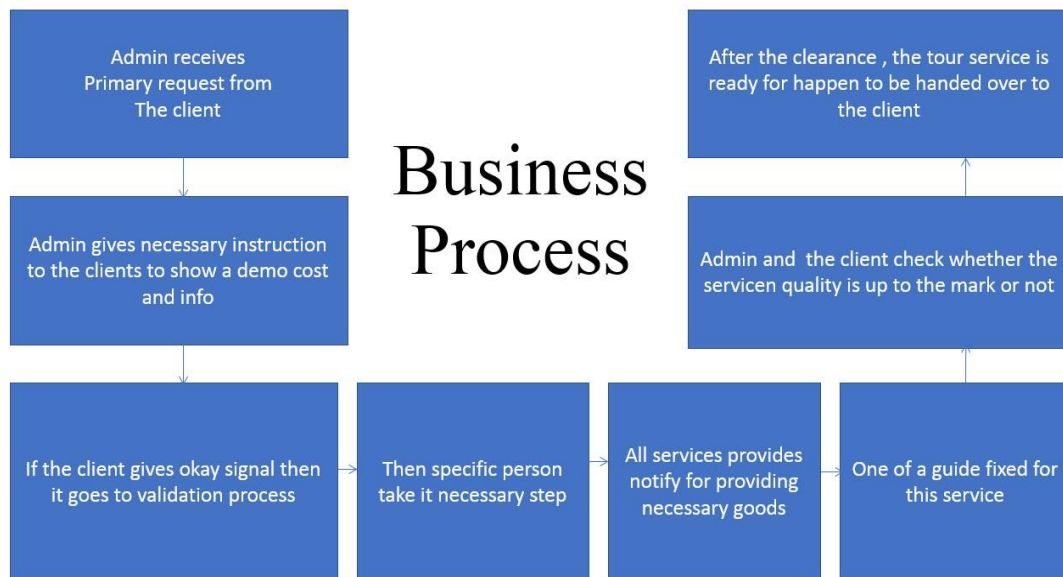 Admin receives
Primary request from
The client
Admin gives necessary instruction
to the clients to show a demo cost
and info
If the client gives okay signal then
it goes to validation process
Then specific person
take it necessary step
All services provides
notify for providing
necessary goods
One of a guide fixed for
this service
Admin and  the client check whether the
servicen quality is up to the mark or not
After the clearance , the tour service is
ready for happen to be handed over to
the client
Business
Process